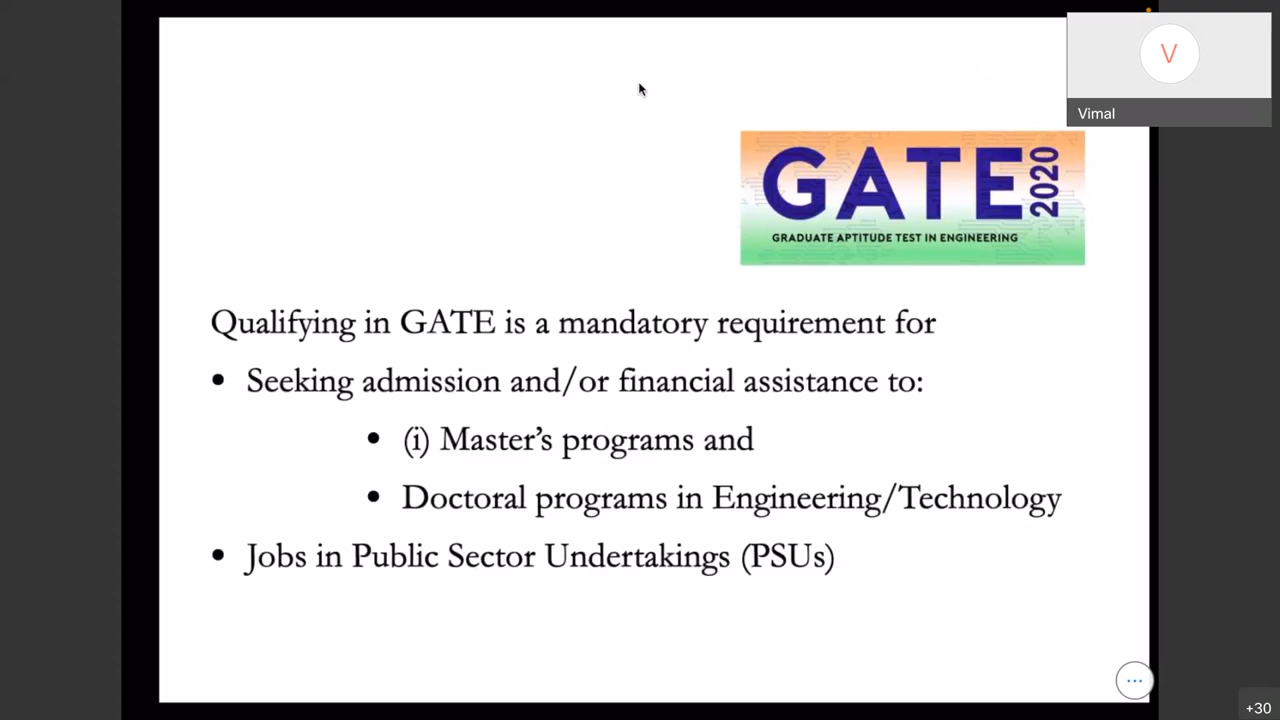 V
Vimal
GATE 2020
GRADUATE APTITUDE TEST IN ENGINEERING
Qualifying in GATE is a mandatory requirement for
• Seeking admission and/or financial assistance to:
• (i) Master’s programs and
• Doctoral programs in Engineering/Technology
• Jobs in Public Sector Undertakings (PSUs)
+30